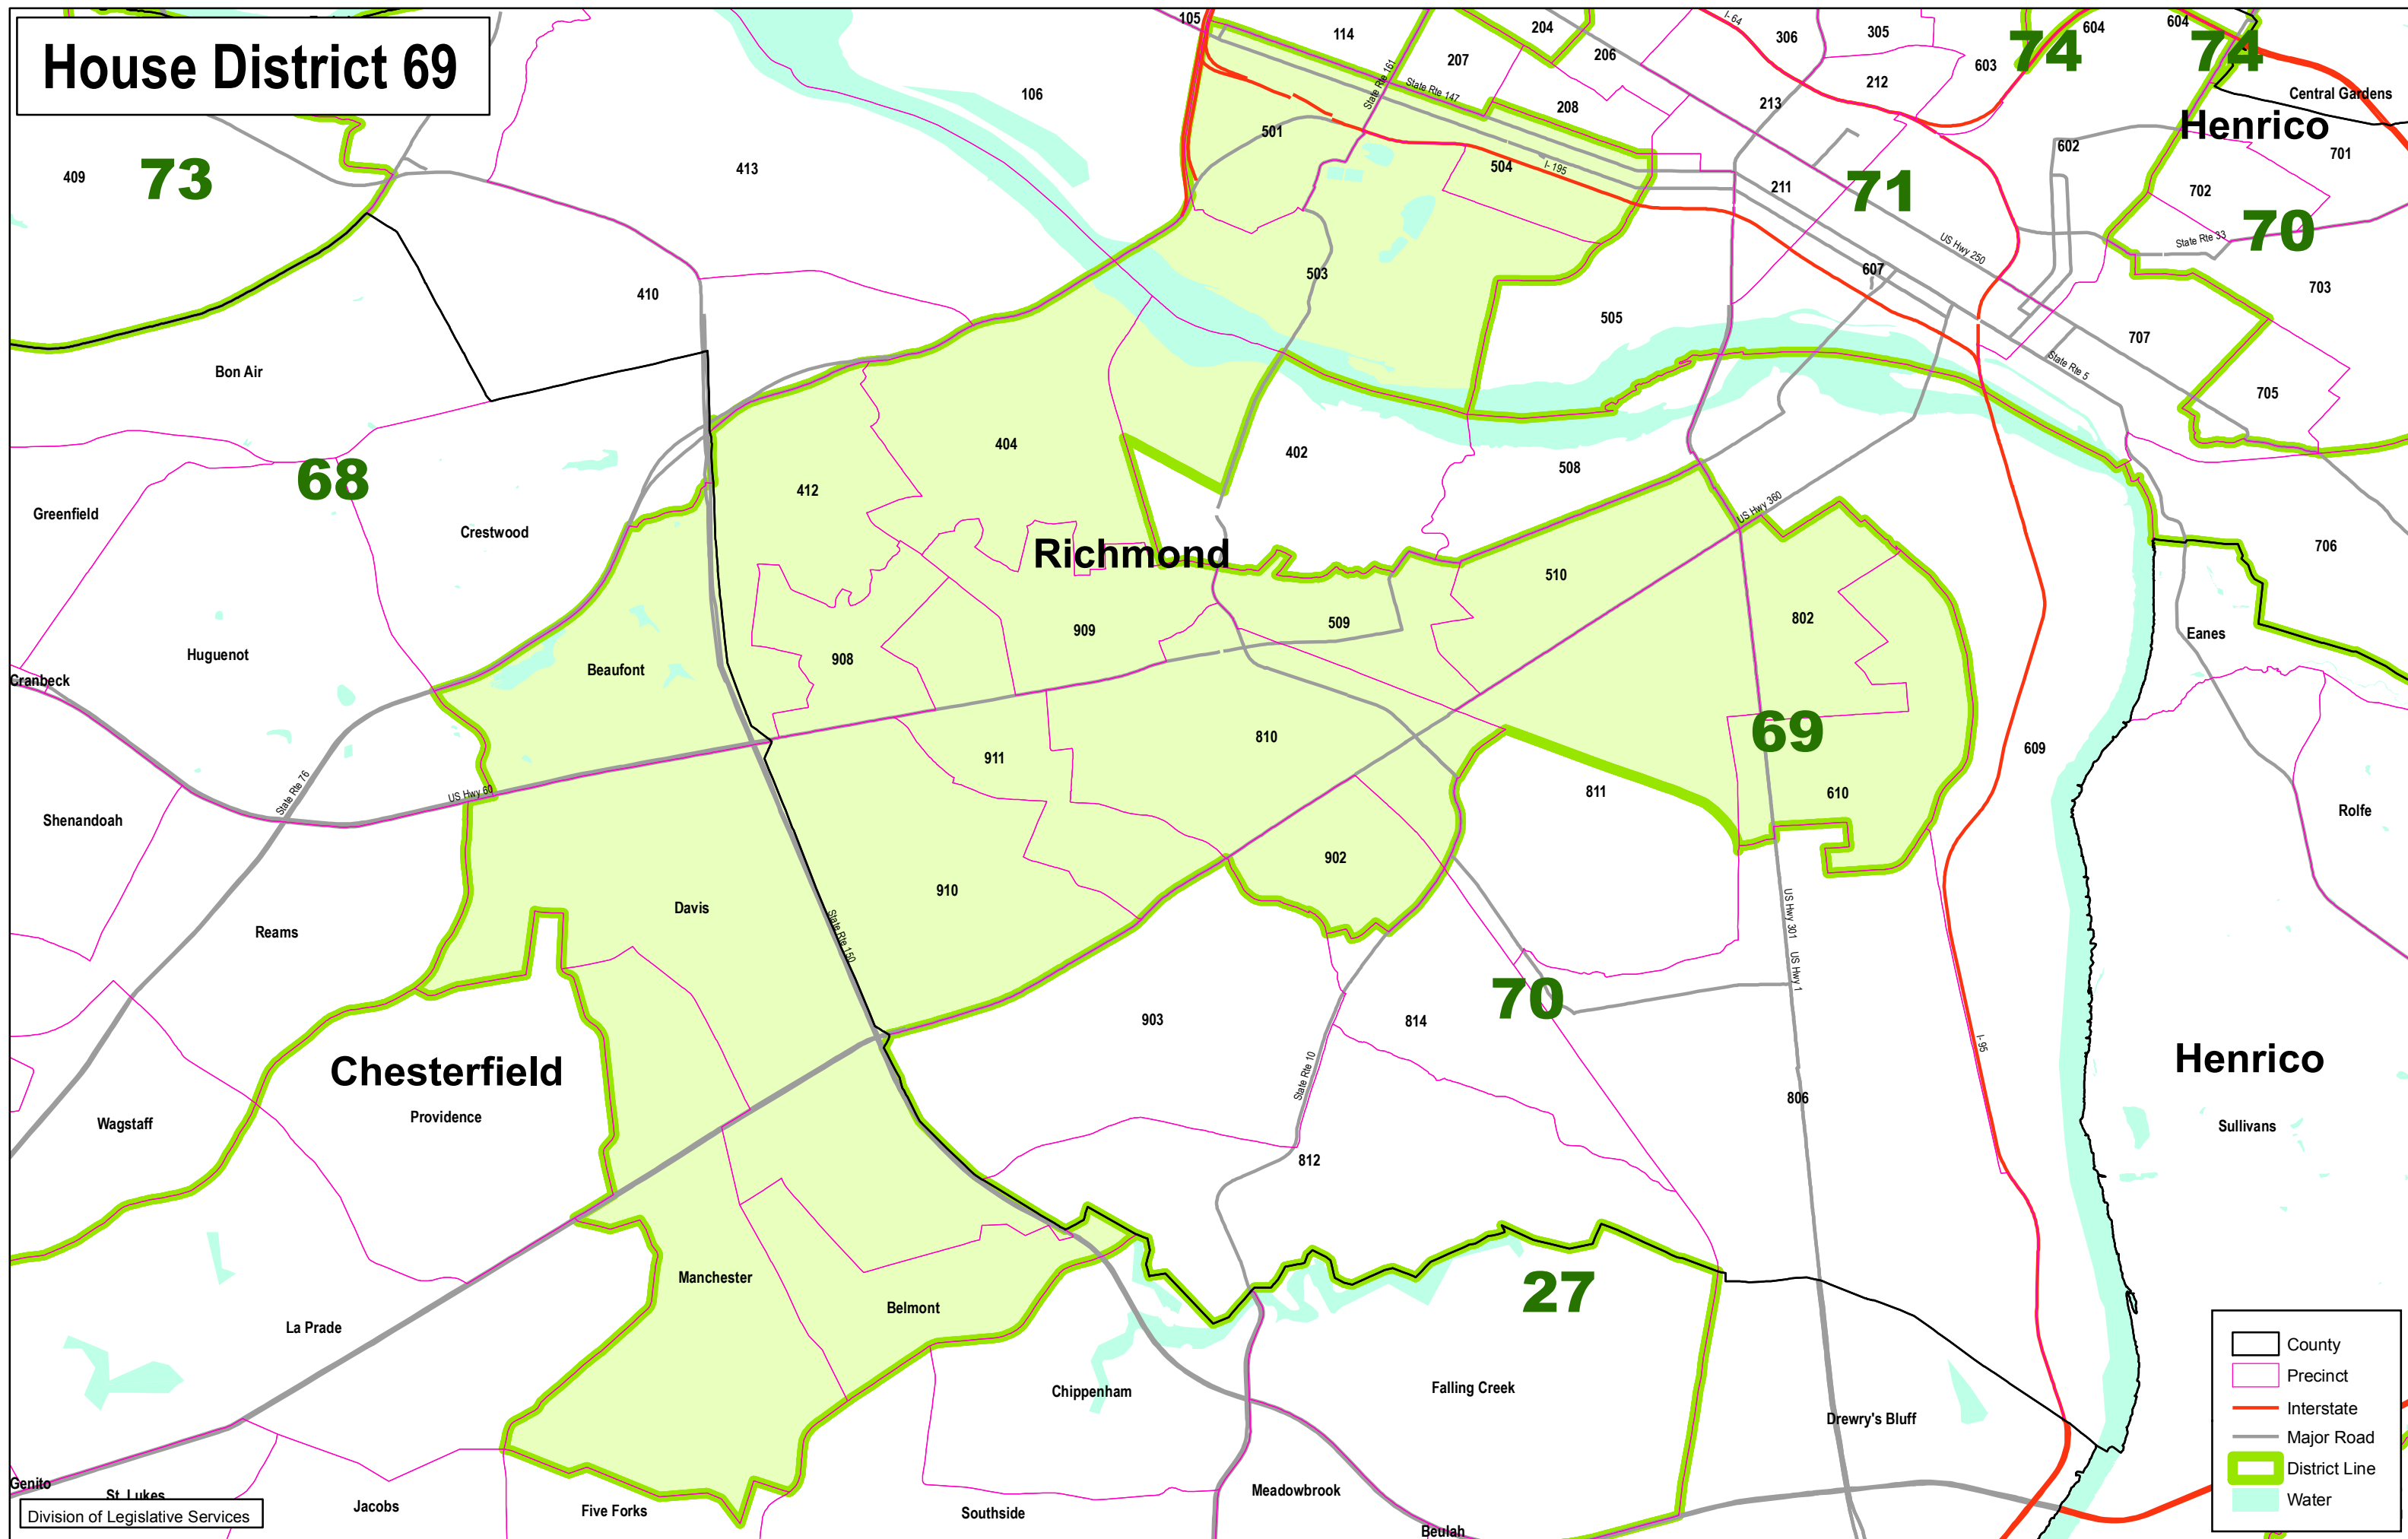 House District 69
105
114
204
206
306
305
604
604
I- 64
74
74
207
State Rte 161
State Rte 147
208
212
603
213
Central Gardens
Henrico
106
501
504
I- 195
602
701
409
73
413
211
71
702
70
State Rte 33
US Hwy 250
410
503
607
703
505
707
Bon Air
State Rte 5
705
404
402
508
68
412
Greenfield
Crestwood
US Hwy 360
Richmond
706
510
802
509
909
908
Eanes
Huguenot
Beaufont
Cranbeck
810
69
911
609
US Hwy 60
State Rte 76
811
610
Shenandoah
Rolfe
902
910
Davis
Reams
State Rte 150
US Hwy 301
US Hwy 1
70
903
814
I- 95
Chesterfield
Henrico
State Rte 10
806
Wagstaff
Providence
Sullivans
812
Manchester
27
Belmont
La Prade
Chippenham
Falling Creek
Drewry's Bluff
Genito
St. Lukes
Jacobs
Five Forks
Southside
Meadowbrook
Beulah
Division of Legislative Services
County
Precinct
Interstate
Major Road
District Line
Water